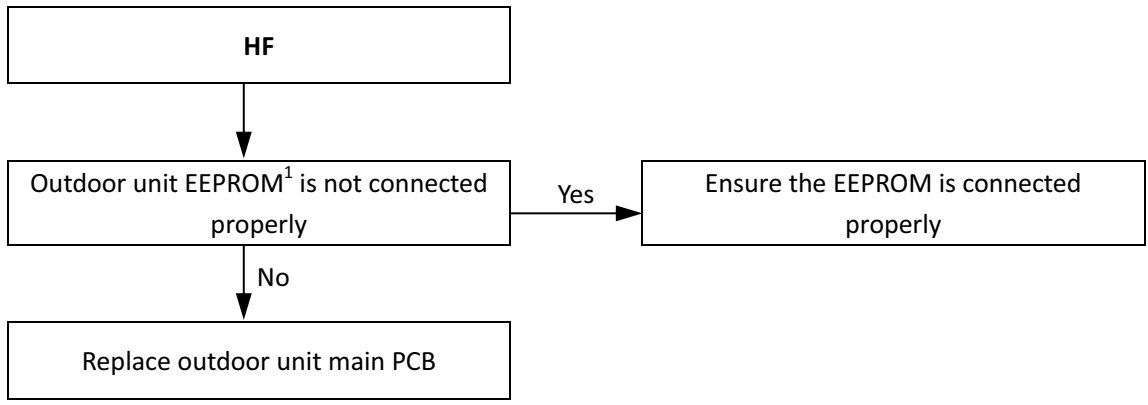 HF
Outdoor unit EEPROM¹ is not connected
properly
Yes
Ensure the EEPROM is connected
properly
No
Replace outdoor unit main PCB